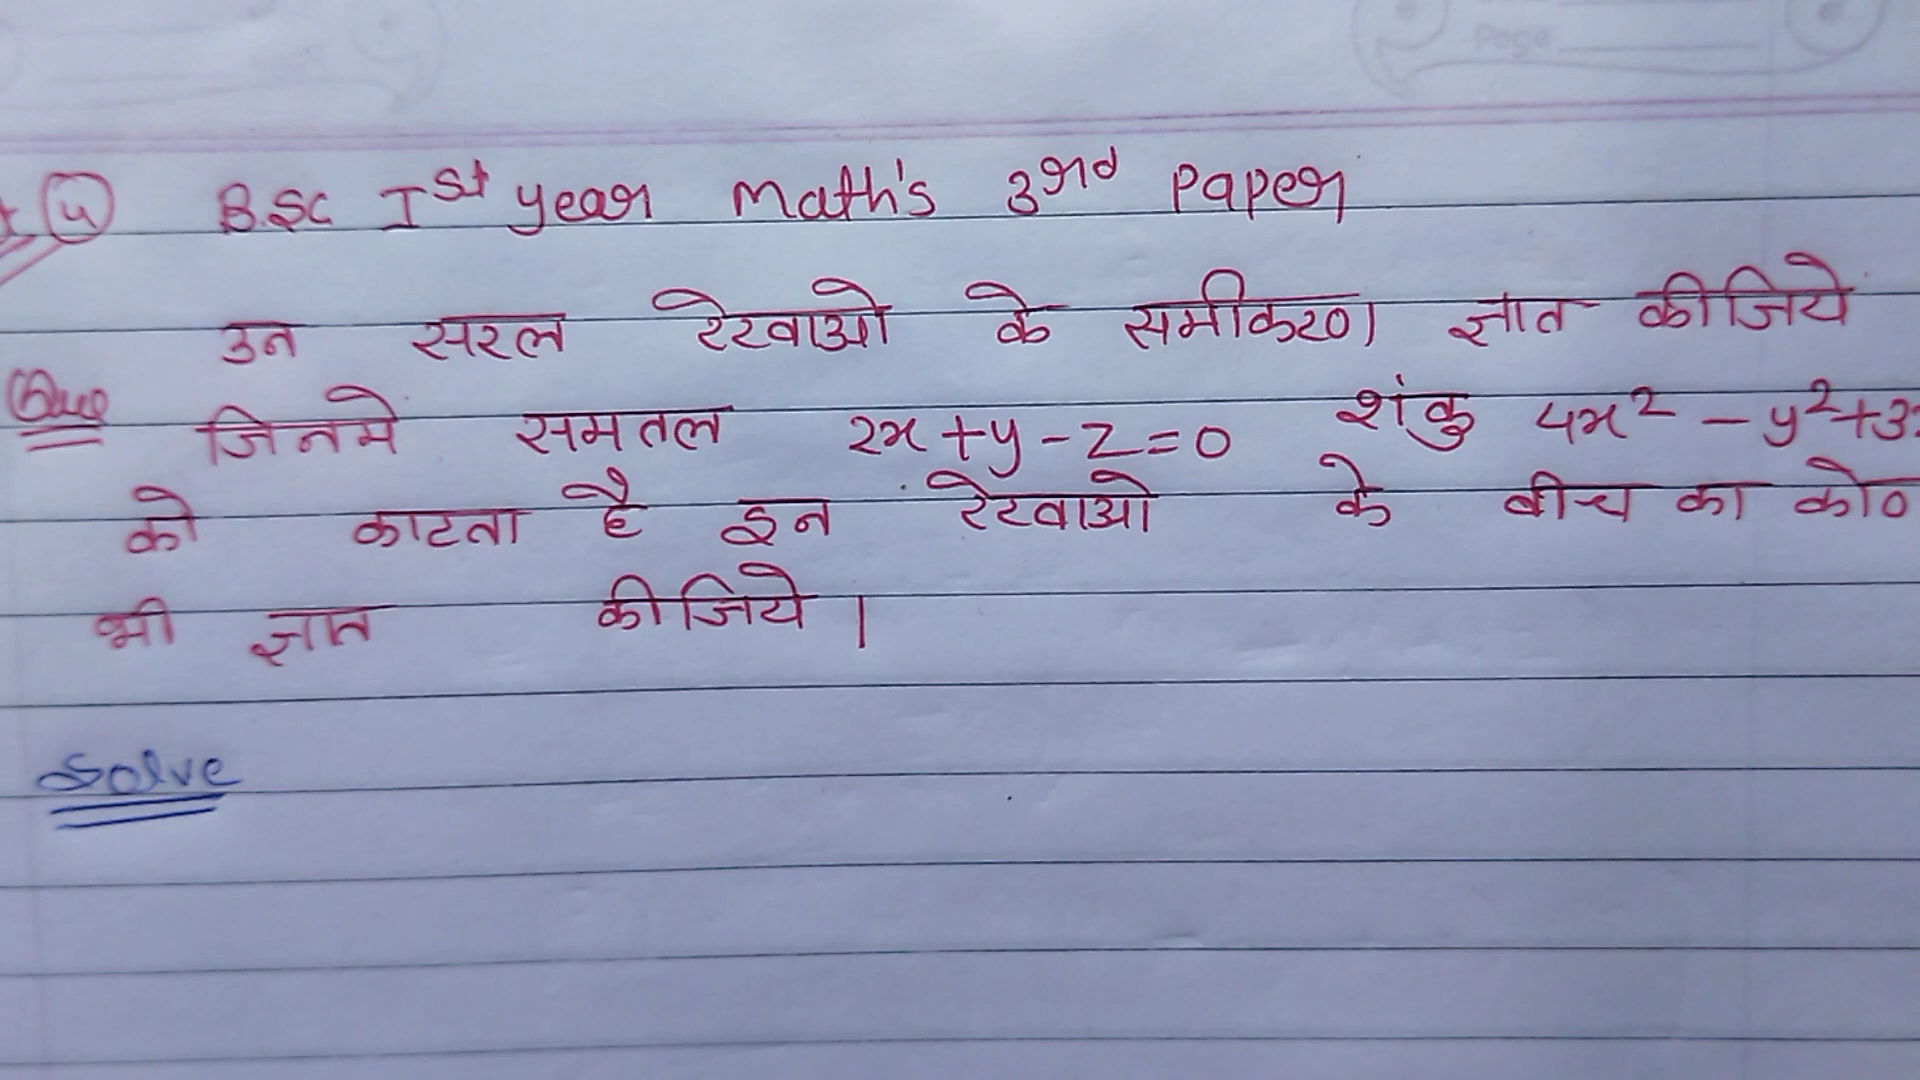 Page
4 B.Sc Ist year Math's 3rd Paper
उन सरल रेखाओ के समीकरण ज्ञात कीजिये
Que जिनमे समतल 2x+y-z=0 शंकु 4x²-y²+3
को काटता है इन रेखाओ के बीच का को
भी ज्ञात कीजिये।
Solve